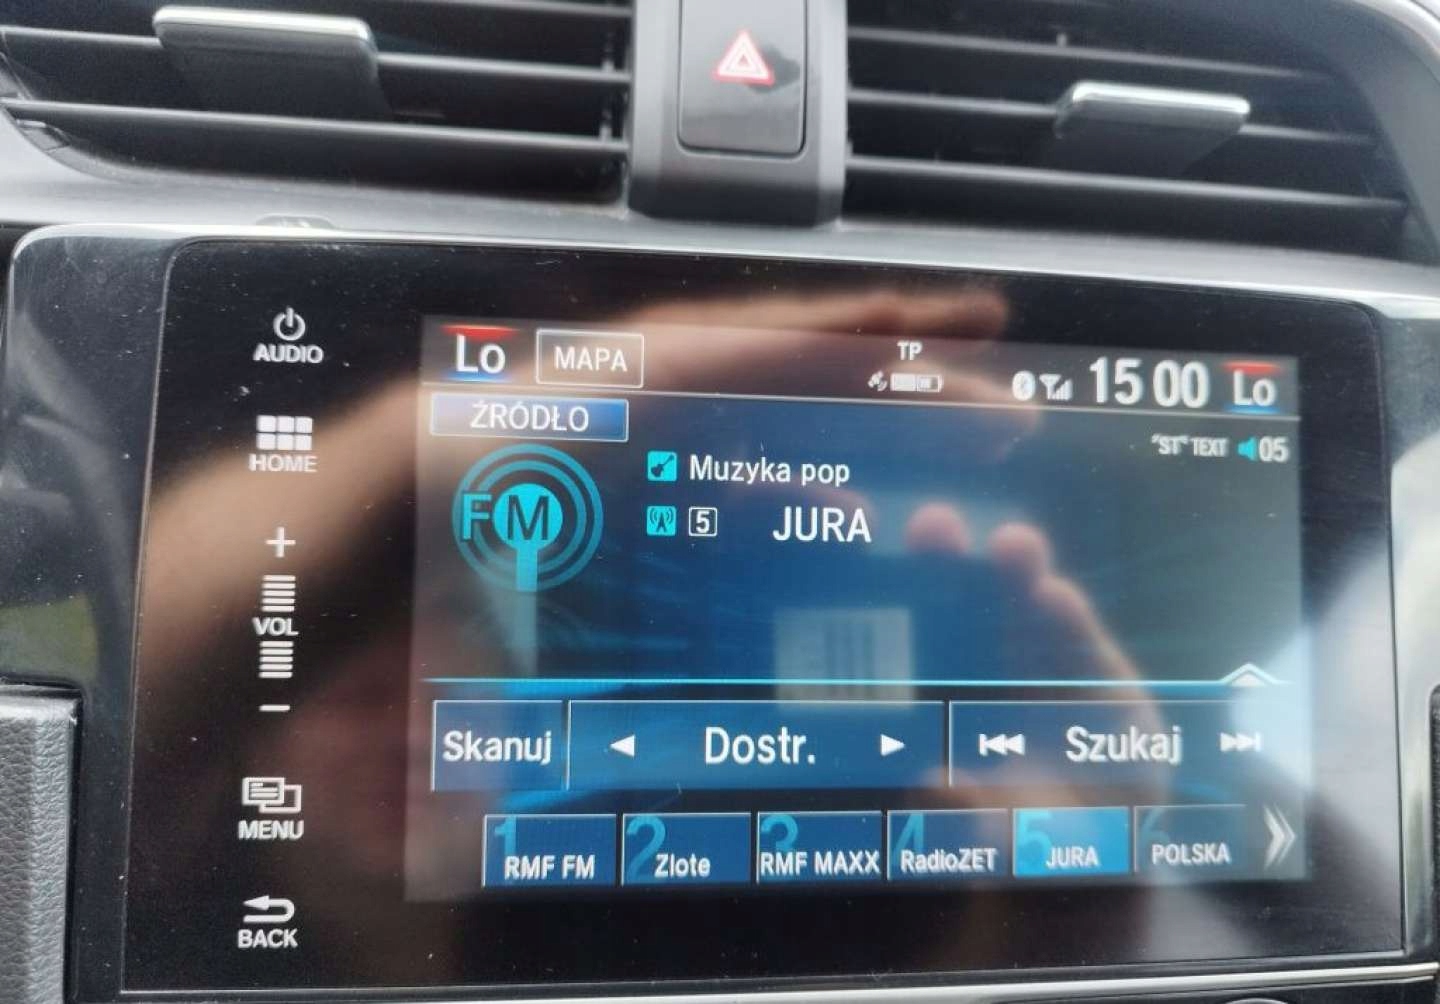 AUDIO
HOME
VOL
MENU
BACK
Lo MAPA TP 15 00 Lo
ŹRÓDŁO
"ST" TEXT 05
FM
Muzyka pop
5 JURA
Skanuj Dostr. Szukaj
1 RMF FM
2 Zlote
3 RMF MAXX
4 RadioZET
5 JURA
6 POLSKA